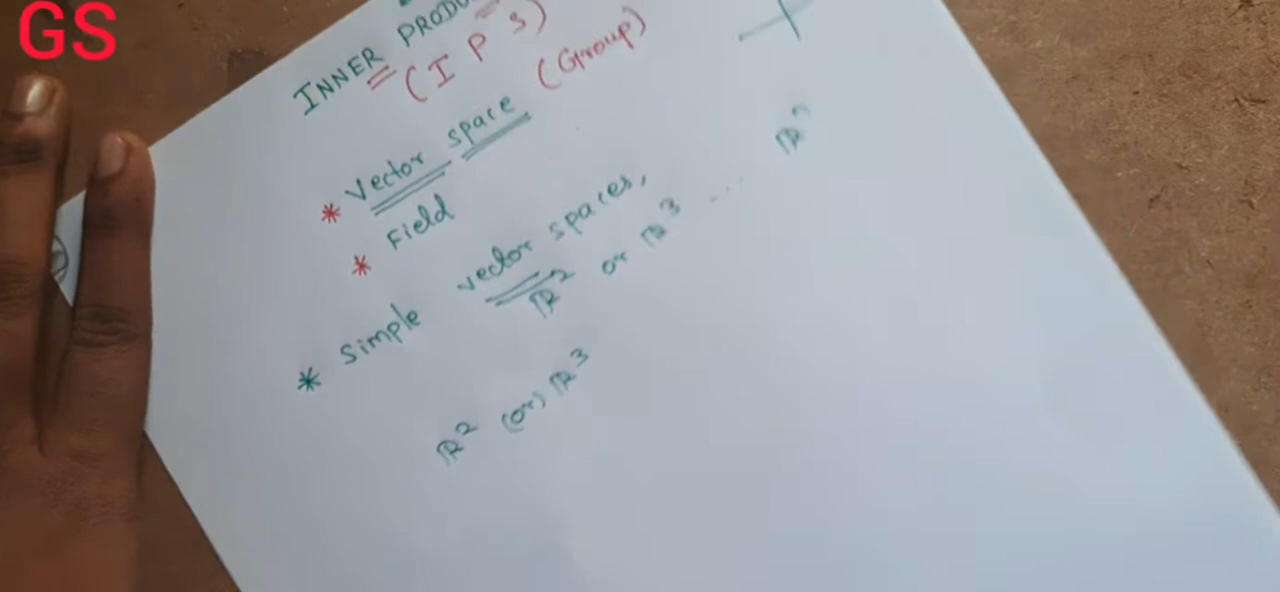 GS
INNER PRODU
(I P S)
* Vector space (Group)
* Field
* Simple vector spaces,
R² or R³ ... Rⁿ
R² (or) R³